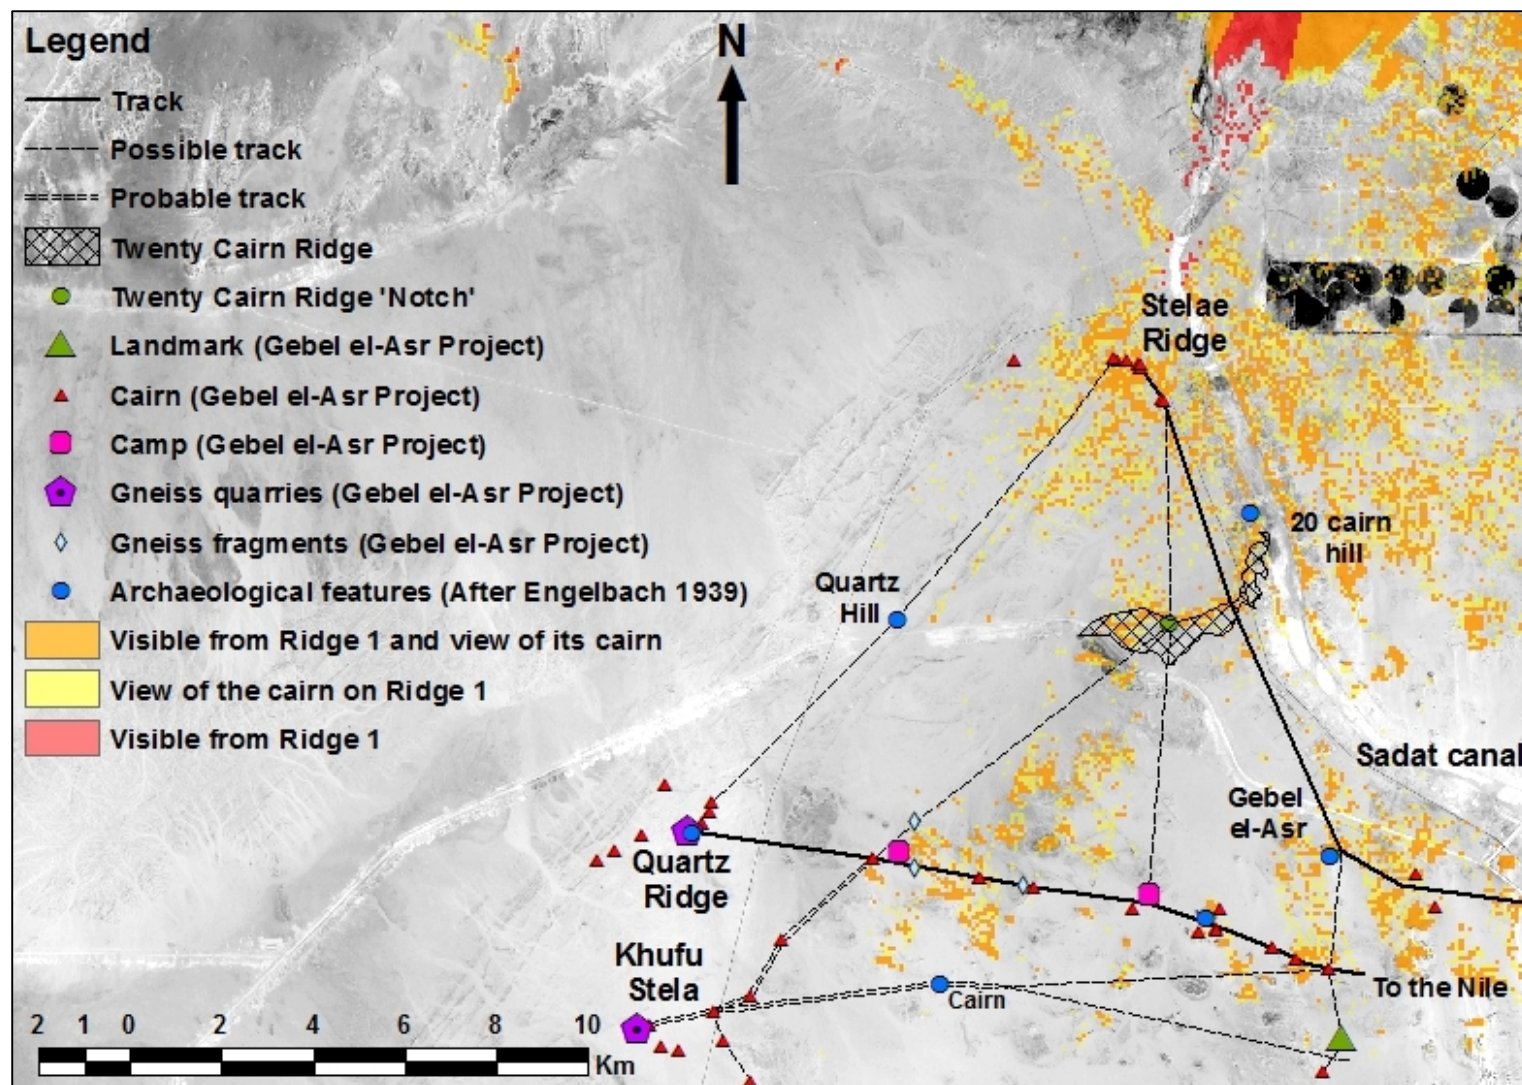 Legend
N
Track
Possible track
Probable track
Twenty Cairn Ridge
Twenty Cairn Ridge 'Notch'
Landmark (Gebel el-Asr Project)
Cairn (Gebel el-Asr Project)
Camp (Gebel el-Asr Project)
Gneiss quarries (Gebel el-Asr Project)
Gneiss fragments (Gebel el-Asr Project)
Archaeological features (After Engelbach 1939)
Visible from Ridge 1 and view of its cairn
View of the cairn on Ridge 1
Visible from Ridge 1
Stelae
Ridge
20 cairn
hill
Quartz
Hill
Sadat canal
Gebel
el-Asr
Quartz
Ridge
Khufu
Stela
Cairn
To the Nile
2 1 0 2 4 6 8 10
Km